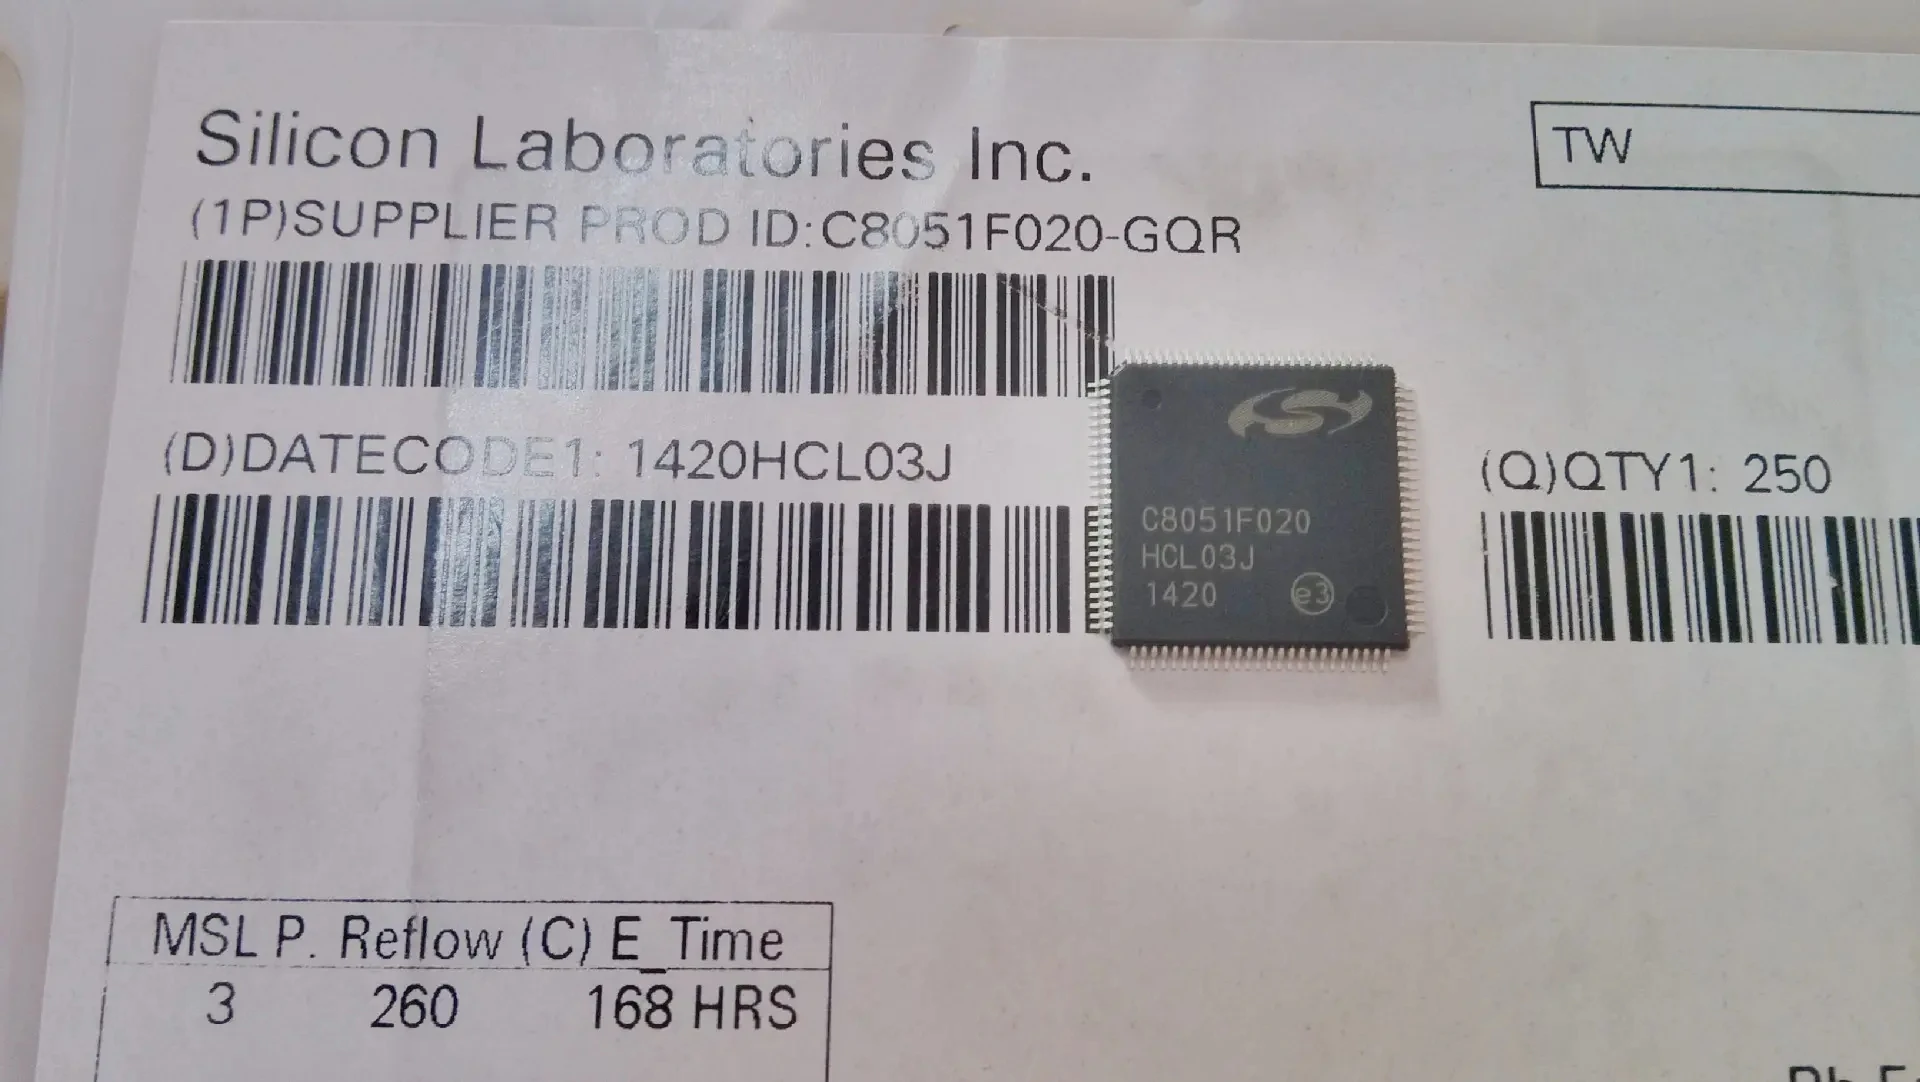 Silicon Laboratories Inc.
TW
(1P)SUPPLIER PROD ID:C8051F020-GQR
(D)DATECODE1: 1420HCL03J
(Q)QTY1: 250
C8051F020
HCL03J
1420 e3
MSL P. Reflow (C) E_Time
3 260 168 HRS